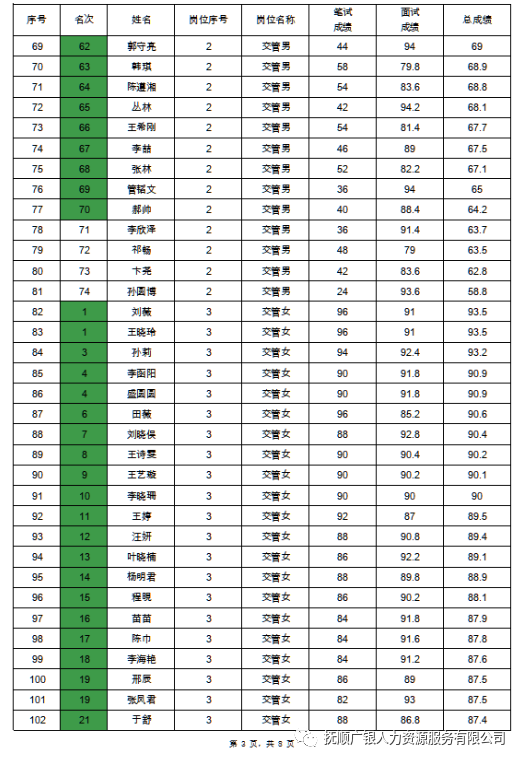 序号 名次 姓名 岗位序号 岗位名称 笔试成绩 面试成绩 总成绩
69 62 郭守亮 2 交管男 44 94 69
70 63 韩琪 2 交管男 58 79.8 68.9
71 64 陈遵湘 2 交管男 54 83.6 68.8
72 65 丛林 2 交管男 42 94.2 68.1
73 66 王希刚 2 交管男 54 81.4 67.7
74 67 李喆 2 交管男 46 89 67.5
75 68 张林 2 交管男 52 82.2 67.1
76 69 管韬文 2 交管男 36 94 65
77 70 郝帅 2 交管男 40 88.4 64.2
78 71 李欣泽 2 交管男 36 91.4 63.7
79 72 祁畅 2 交管男 48 79 63.5
80 73 卞尧 2 交管男 42 83.6 62.8
81 74 孙圆博 2 交管男 24 93.6 58.8
82 1 刘薇 3 交管女 96 91 93.5
83 1 王晓玲 3 交管女 96 91 93.5
84 3 孙莉 3 交管女 94 92.4 93.2
85 4 李函阳 3 交管女 90 91.8 90.9
86 4 盛圆圆 3 交管女 90 91.8 90.9
87 6 田薇 3 交管女 96 85.2 90.6
88 7 刘晓俣 3 交管女 88 92.8 90.4
89 8 王诗雯 3 交管女 90 90.4 90.2
90 9 王艺璇 3 交管女 90 90.2 90.1
91 10 李晓珊 3 交管女 90 90 90
92 11 王婷 3 交管女 92 87 89.5
93 12 汪妍 3 交管女 88 90.8 89.4
94 13 叶晓楠 3 交管女 86 92.2 89.1
95 14 杨明君 3 交管女 88 89.8 88.9
96 15 程晛 3 交管女 86 90.2 88.1
97 16 苗苗 3 交管女 84 91.8 87.9
98 17 陈巾 3 交管女 84 91.6 87.8
99 18 李海艳 3 交管女 84 91.2 87.6
100 19 邢辰 3 交管女 86 89 87.5
101 19 张凤君 3 交管女 82 93 87.5
102 21 于舒 3 交管女 88 86.8 87.4
第 3 页，共 8 页
抚顺广银人力资源服务有限公司